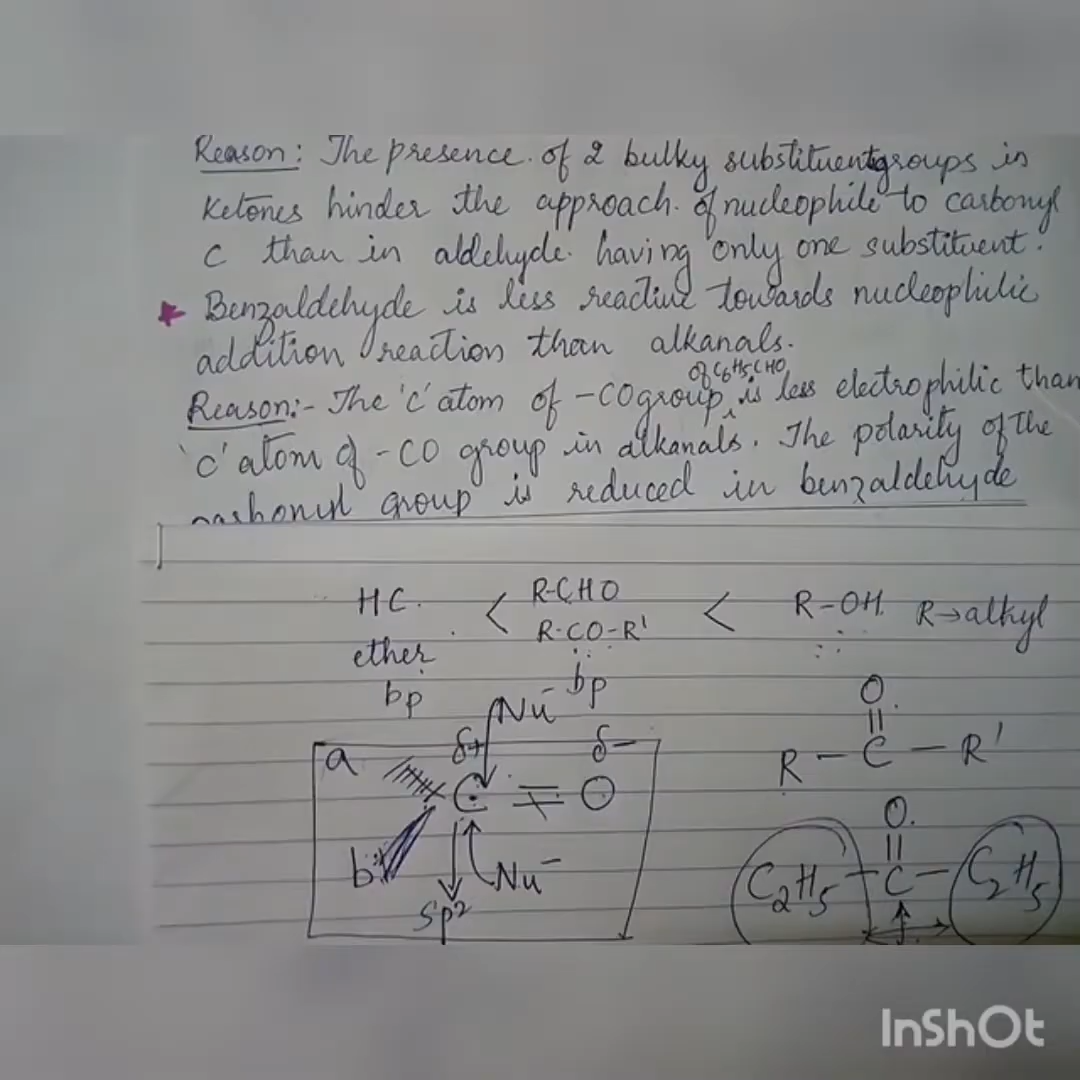 Reason: The presence of 2 bulky substituent groups in
Ketones hinder the approach of nucleophile to carbonyl
C than in aldehyde having only one substituent.
Benzaldehyde is less reactive towards nucleophilic
addition reaction than alkanals.
of C6H5CHO
Reason:- The 'C' atom of -CO group is less electrophilic than
'C' atom of -CO group in alkanals. The polarity of the
carbonyl group is reduced in benzaldehyde
HC. < R-CHO < R-OH R→alkyl
ether R-CO-R'
bp bp
Nu⁻ O
a δ+ δ- ||
C = O R - C - R'
b Nu⁻ O.
sp² ||
C₂H₅ - C - C₂H₅
InShOt